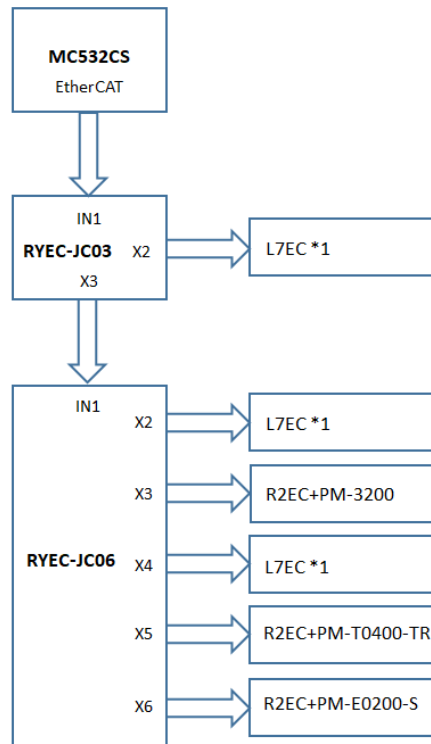 MC532CS
EtherCAT
IN1
RYEC-JC03 X2
X3
L7EC *1
IN1
X2
L7EC *1
X3
R2EC+PM-3200
RYEC-JC06 X4
L7EC *1
X5
R2EC+PM-T0400-TR
X6
R2EC+PM-E0200-S